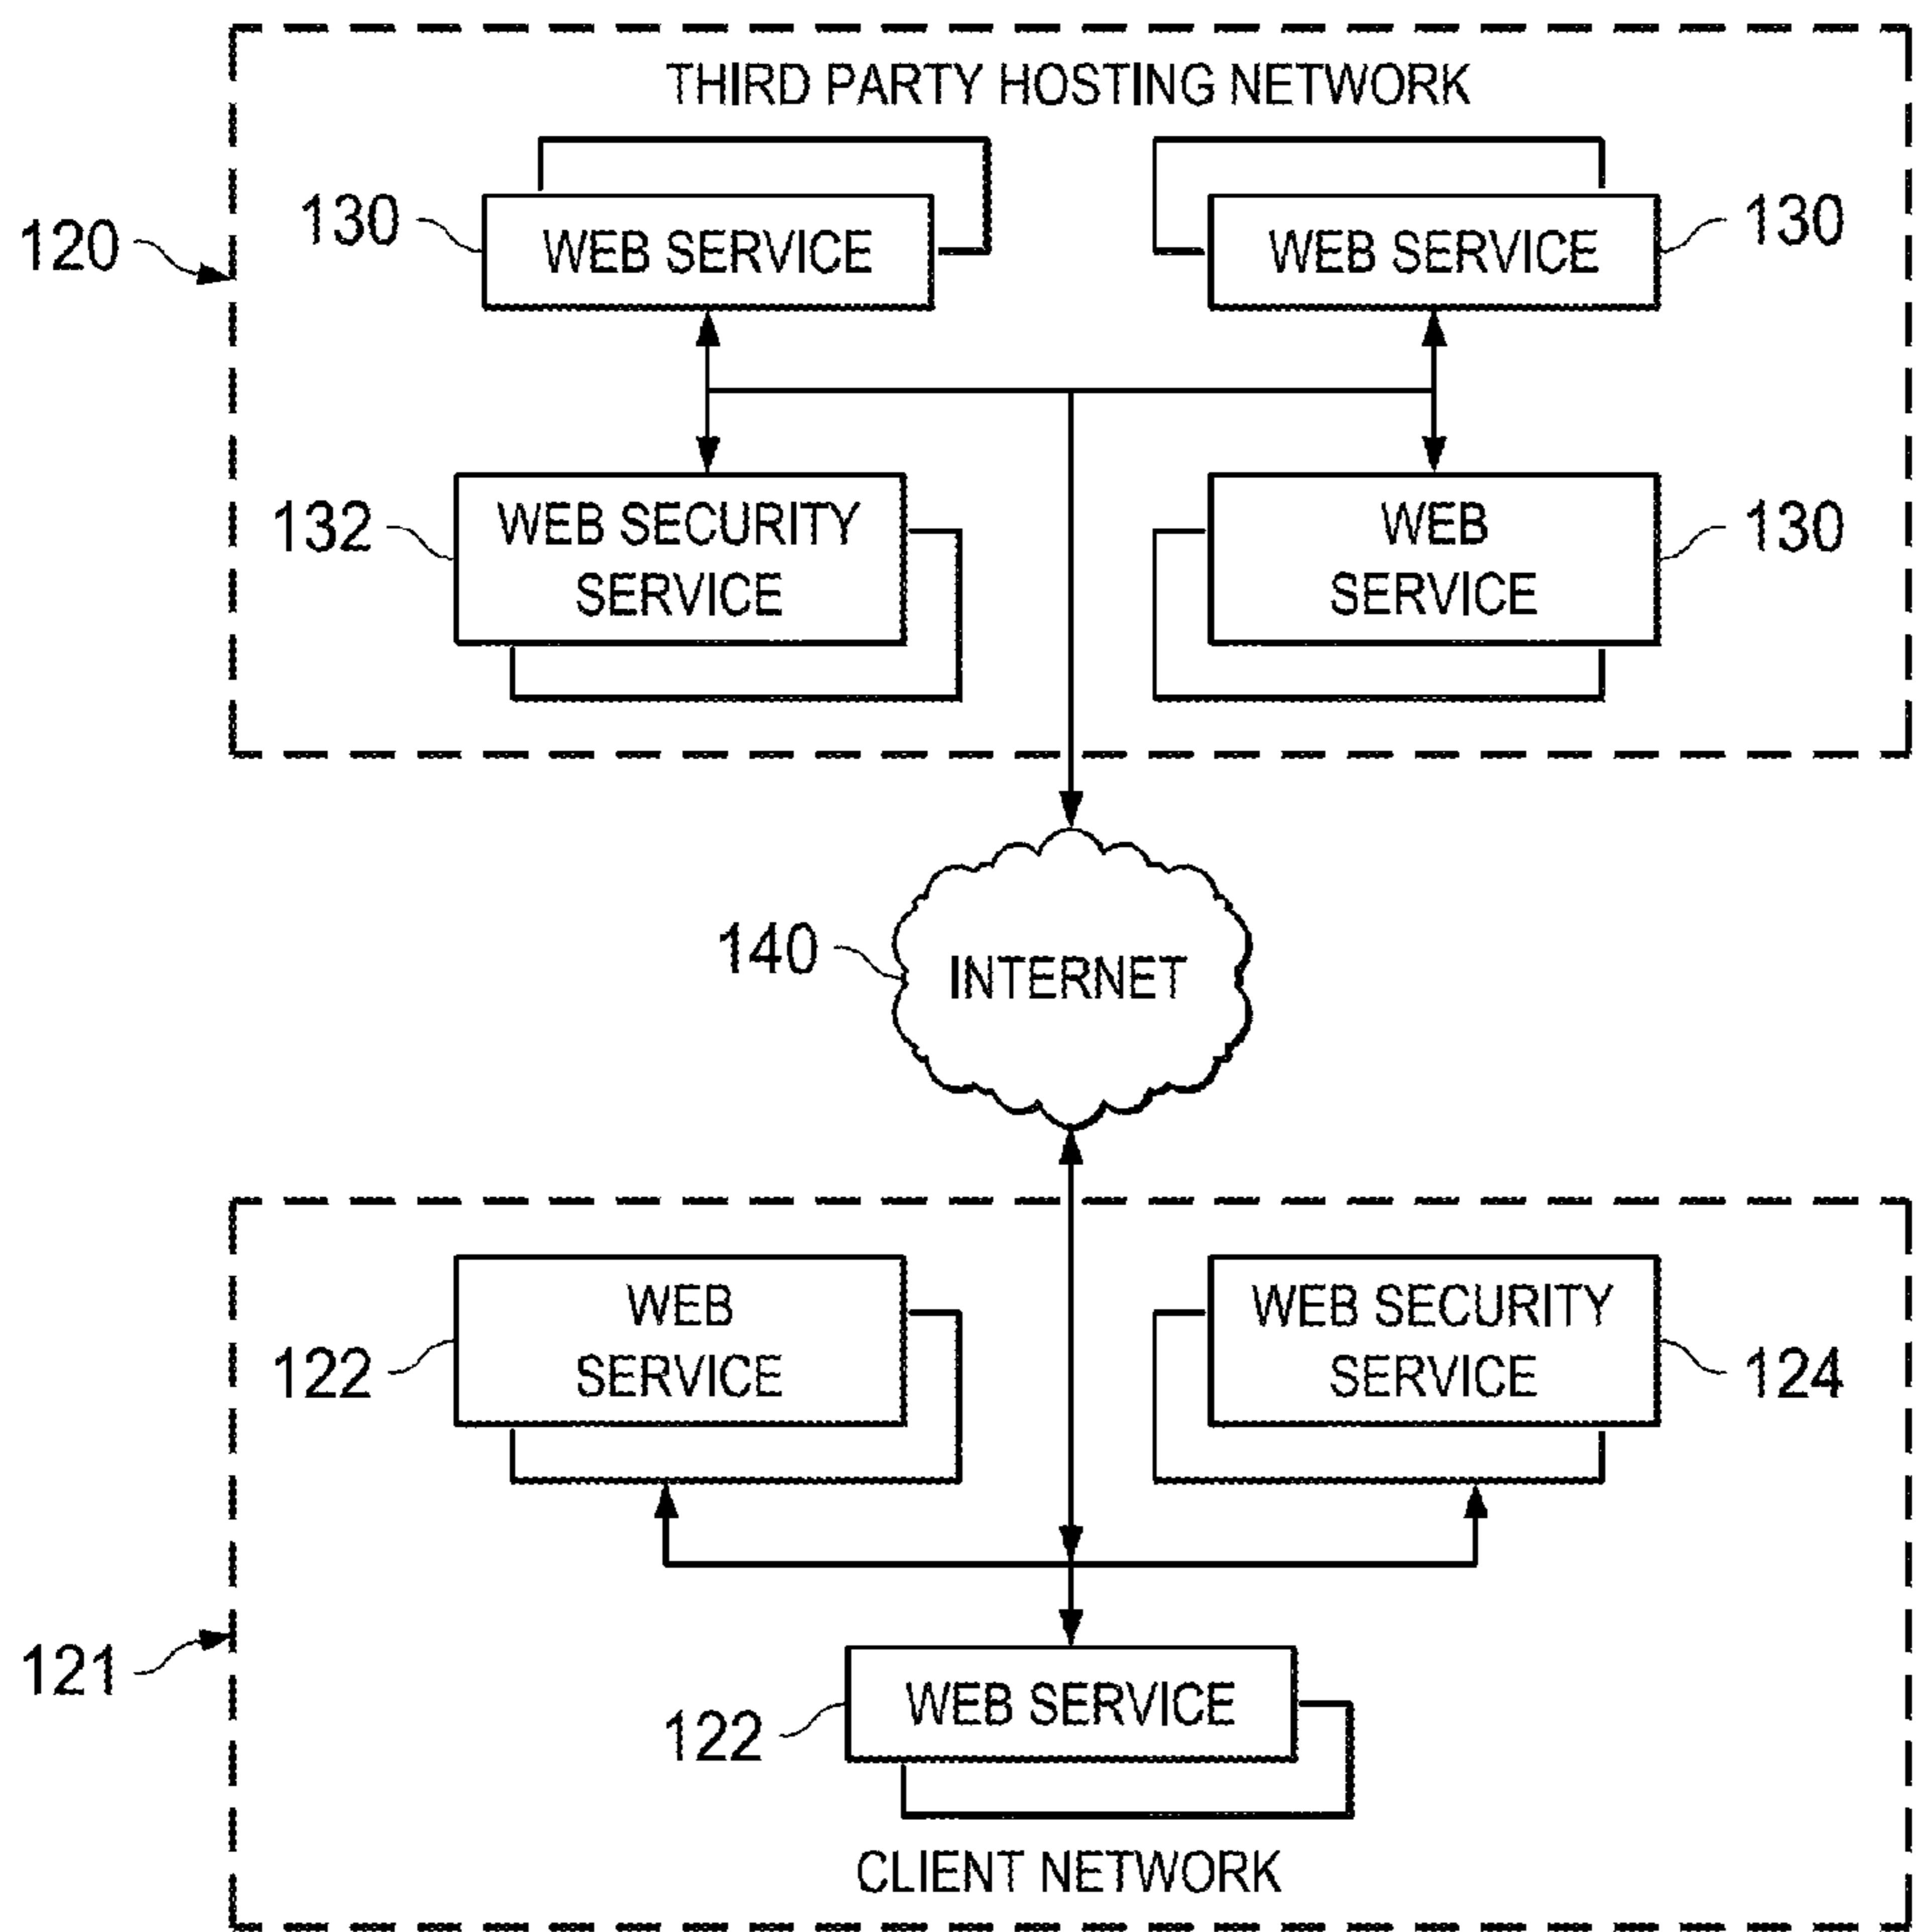 THIRD PARTY HOSTING NETWORK
120
130
WEB SERVICE
WEB SERVICE
130
132
WEB SECURITY
SERVICE
WEB
SERVICE
130
140
INTERNET
122
WEB
SERVICE
WEB SECURITY
SERVICE
124
121
122
WEB SERVICE
CLIENT NETWORK